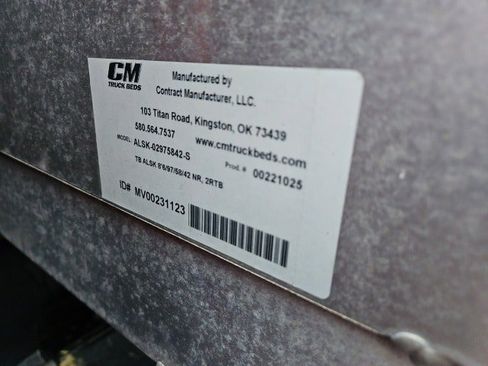 CM
TRUCK BEDS
Manufactured by
Contract Manufacturer, LLC.
103 Titan Road, Kingston, OK 73439
580.564.7537
www.cmtruckbeds.com
MODEL ALSK-02975842-S
Prod. # 00221025
TB ALSK 8'6/97/58/42 NR, 2RTB
ID# MV00231123